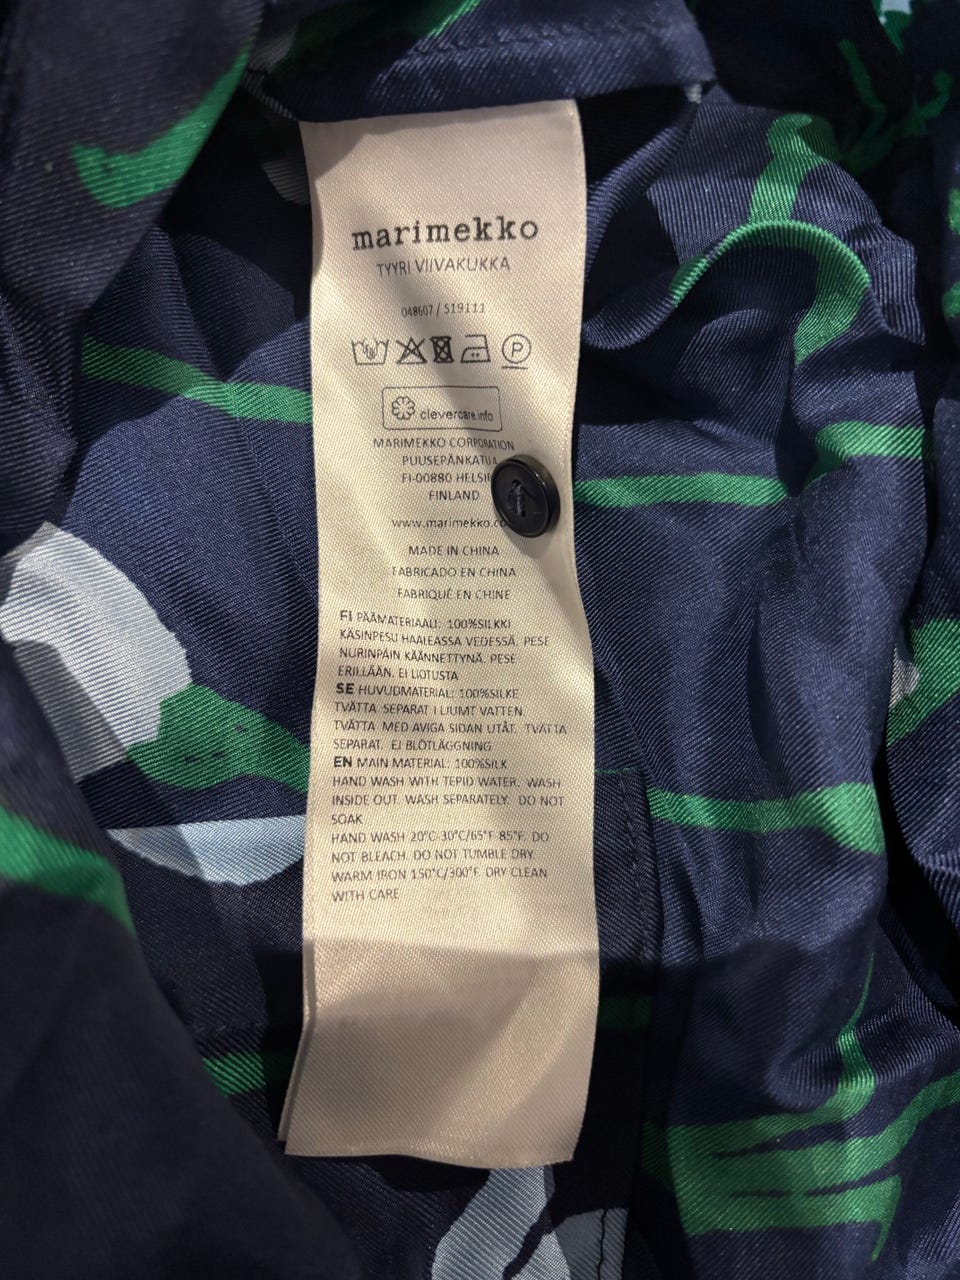 marimekko
TYYRI VIIVAKUKKA
048607 / 519111
P
clevercare.info
MARIMEKKO CORPORATION
PUUSEPÄNKATU4
FI-00880
FINLAND
MADE IN CHINA
FABRICADO EN CHINA
FABRIQUÉ EN CHINE
FI PÄÄMATERIAALI: 100%SILKKI
KÄSINPESU HAALEASSA VEDESSÄ. PESE
NURINPÄIN KÄÄNNETTYNÄ. PESE
ERILLÄÄN. EI LIOTUSTA
SE HUVUDMATERIAL: 100%SILKE
TVÄTTA SEPARAT I LJUMT VATTEN.
TVÄTTA MED AVIGA SIDAN UTÅT. TVÄTTA
SEPARAT. EJ BLÖTLÄGGNING
EN MAIN MATERIAL: 100%SILK
HAND WASH WITH TEPID WATER. WASH
INSIDE OUT. WASH SEPARATELY. DO NOT
SOAK
HAND WASH 20°C-30°C/65°F-85°F. DO
NOT BLEACH. DO NOT TUMBLE DRY.
WARM IRON 150°C/300°F. DRY CLEAN
WITH CARE